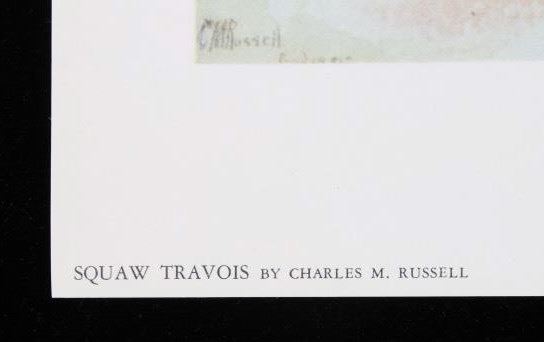 CMRussell
SQUAW TRAVOIS BY CHARLES M. RUSSELL